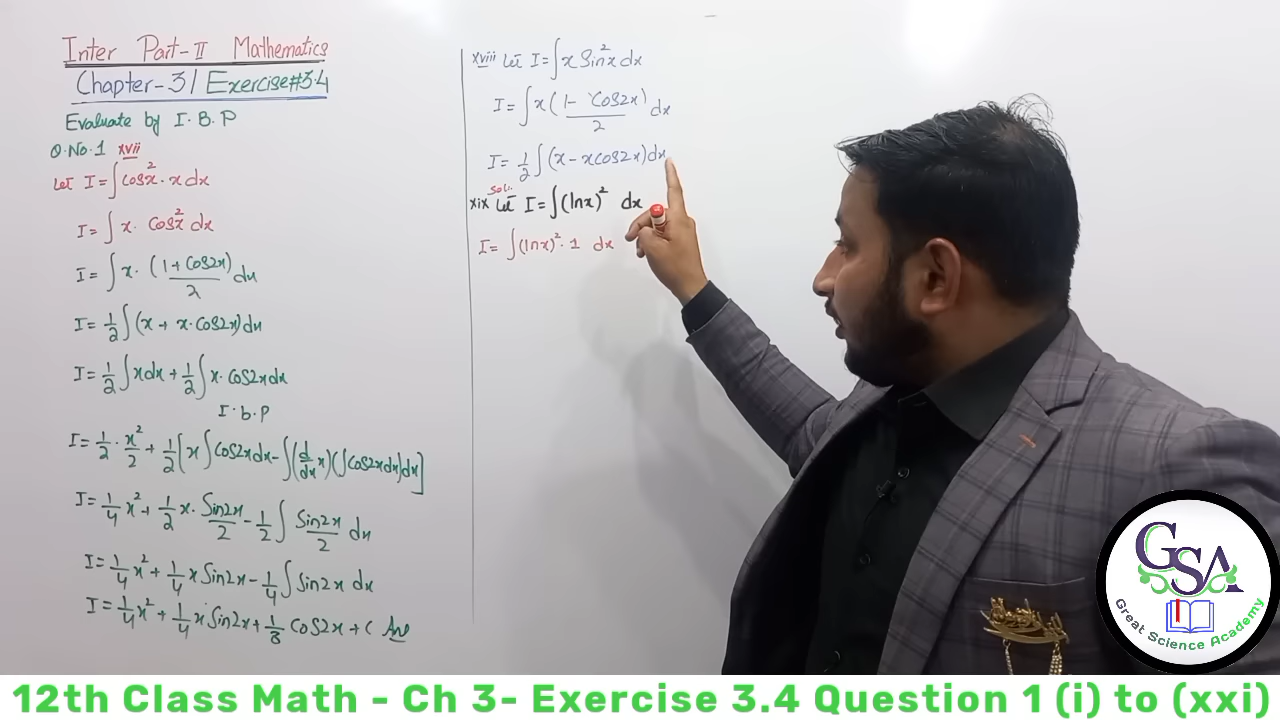 Inter Part-II Mathematics
Chapter-3/ Exercise#3.4
Evaluate by I.B.P
Q.No.1 xvii
Let I = ∫cos²x·x dx
I = ∫ x· cos²x dx
I = ∫ x· (1+cos2x)/2 dx
I = 1/2 ∫ (x + x·cos2x) dx
I = 1/2 ∫ x dx + 1/2 ∫ x·cos2x dx
I.b.p
I = 1/2 · x²/2 + 1/2 [x ∫ cos2x dx - ∫ (d/dx x) (∫cos2x dx) dx]
I = 1/4 x² + 1/2 x· Sin2x/2 - 1/2 ∫ Sin2x/2 dx
I = 1/4 x² + 1/4 x Sin2x - 1/4 ∫ Sin2x dx
I = 1/4 x² + 1/4 x Sin2x + 1/8 Cos2x + C Ans
xviii Let I = ∫ x Sin²x dx
I = ∫ x (1 - Cos2x)/2 dx
I = 1/2 ∫ (x - x cos2x) dx
Sol:
xix Let I = ∫ (lnx)² dx
I = ∫ (lnx)² · 1 dx
GSA
Great Science Academy
12th Class Math - Ch 3- Exercise 3.4 Question 1 (i) to (xxi)